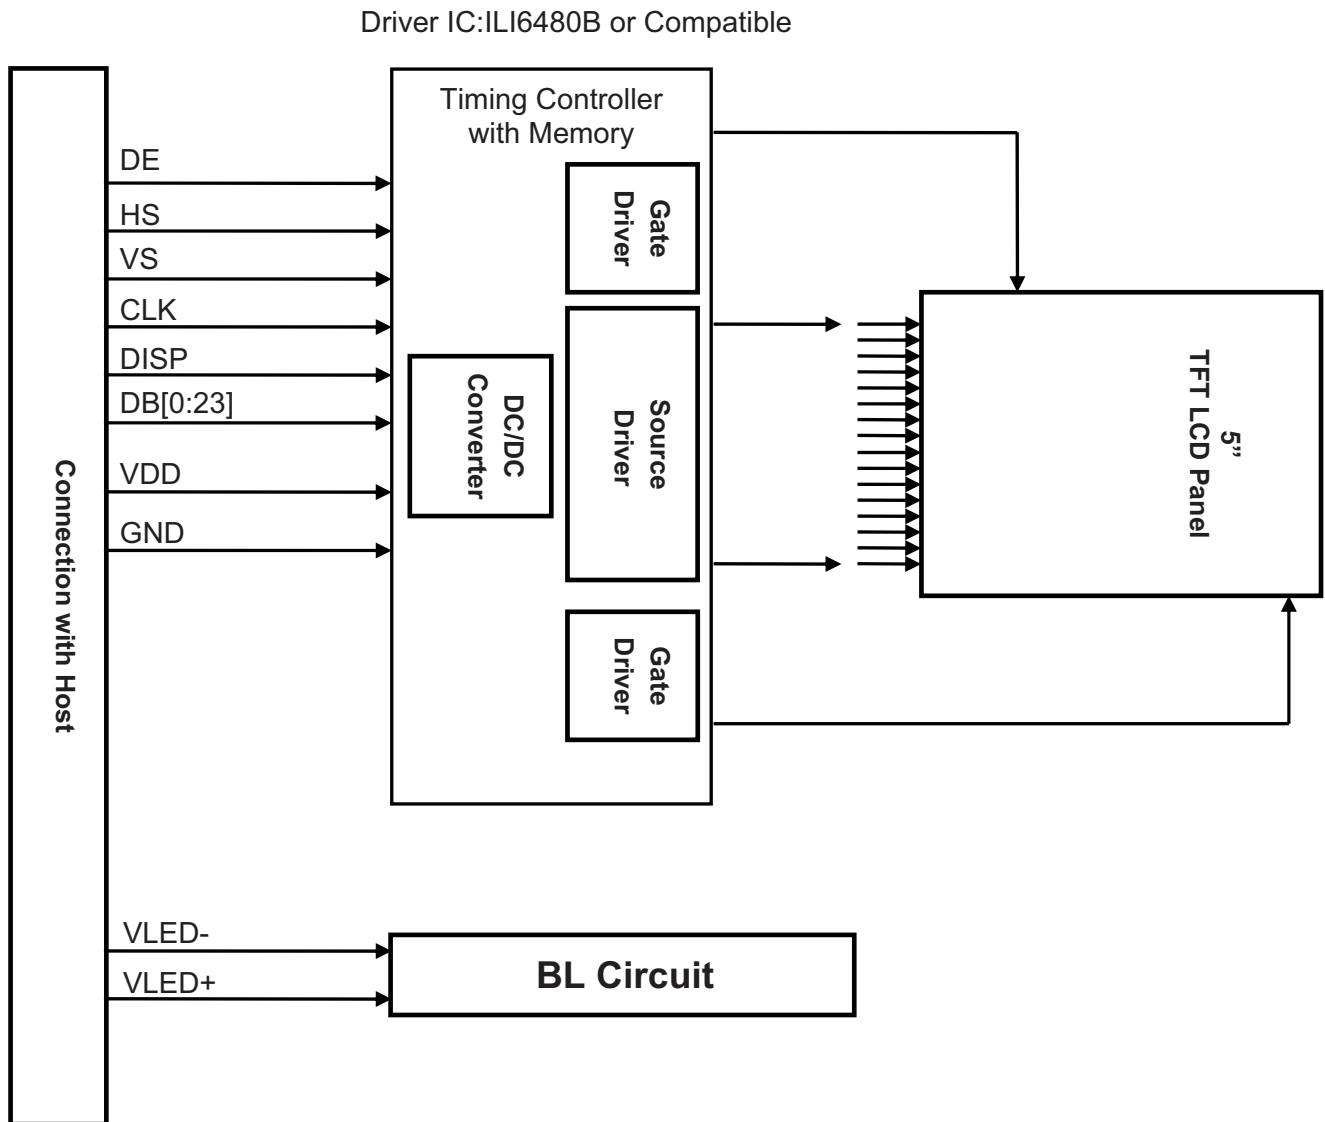 Driver IC:ILI6480B or Compatible
Timing Controller
with Memory
DE
HS
VS
CLK
DISP
DB[0:23]
VDD
GND
Connection with Host
Gate
Driver
DC/DC
Converter
Source
Driver
Gate
Driver
5”
TFT LCD Panel
VLED-
VLED+
BL Circuit